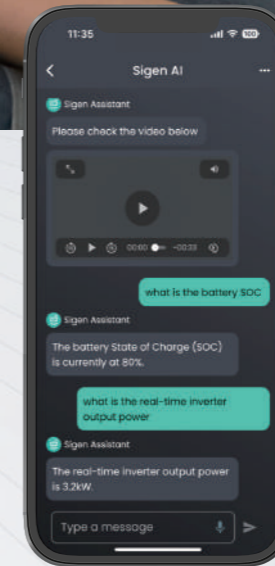 11:35
100
Sigen AI
Sigen Assistant
Please check the video below
00:00
-00:33
what is the battery SOC
Sigen Assistant
The battery State of Charge (SOC)
is currently at 80%.
what is the real-time inverter
output power
Sigen Assistant
The real-time inverter output power
is 3.2kW.
Type a message